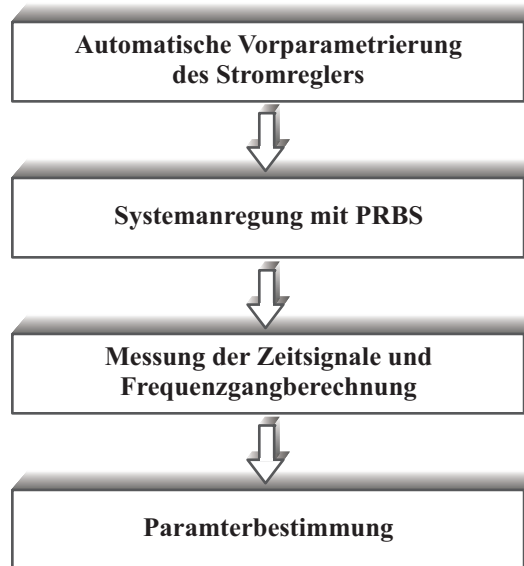 Automatische Vorparametrierung
des Stromreglers
Systemanregung mit PRBS
Messung der Zeitsignale und
Frequenzgangberechnung
Paramterbestimmung